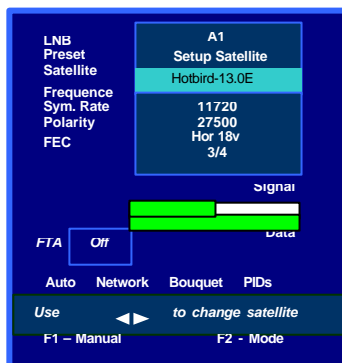 LNB A1
Preset Setup Satellite
Satellite Hotbird-13.0E
Frequence 11720
Sym. Rate 27500
Polarity Hor 18v
FEC 3/4
Signal
Data
FTA Off
Auto Network Bouquet PIDs
Use ◄► to change satellite
F1 – Manual F2 - Mode